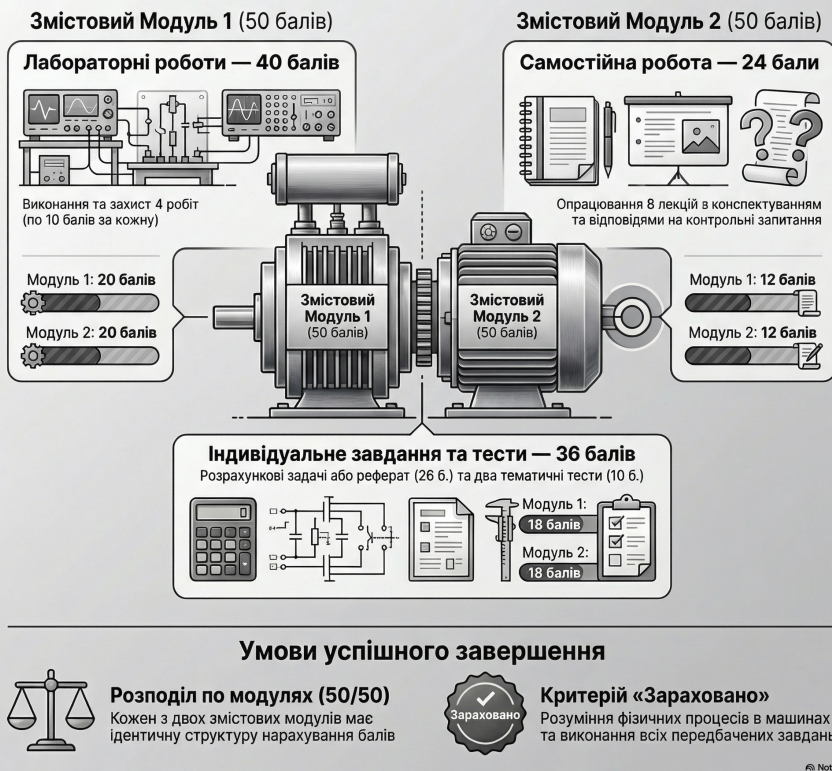 Змістовий Модуль 1 (50 балів)
Змістовий Модуль 2 (50 балів)
Лабораторні роботи — 40 балів
Виконання та захист 4 робіт
(по 10 балів за кожну)
Модуль 1: 20 балів
Модуль 2: 20 балів
Самостійна робота — 24 бали
Опрацювання 8 лекцій в конспектуванням
та відповідями на контрольні запитання
Модуль 1: 12 балів
Модуль 2: 12 балів
Змістовий
Модуль 1
(50 балів)
Змістовий
Модуль 2
(50 балів)
Індивідуальне завдання та тести — 36 балів
Розрахункові задачі або реферат (26 б.) та два тематичні тести (10 б.)
Модуль 1:
18 балів
Модуль 2:
18 балів
Умови успішного завершення
Розподіл по модулях (50/50)
Кожен з двох змістових модулів має
ідентичну структуру нарахування балів
Зараховано
Критерій «Зараховано»
Розуміння фізичних процесів в машинах
та виконання всіх передбачених завдань
Not